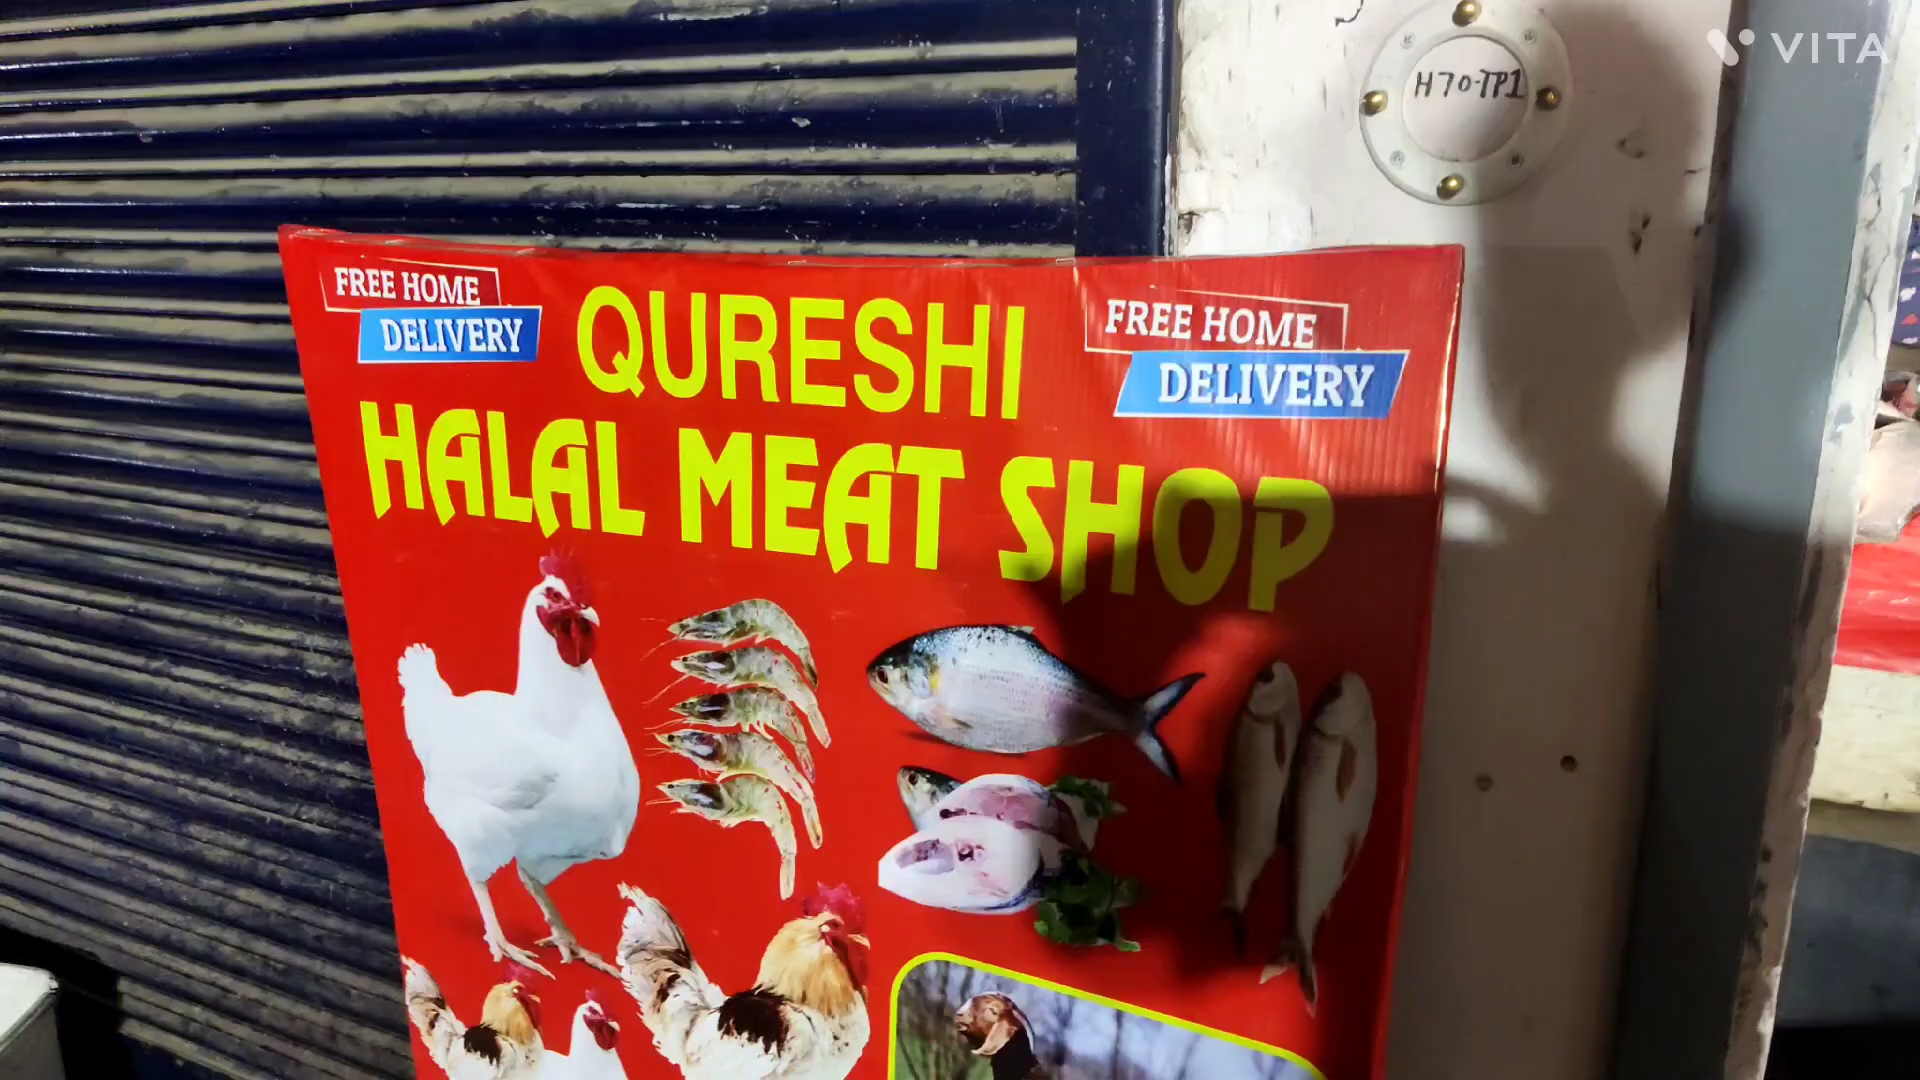 VITA
H70-TP1
FREE HOME
DELIVERY
QURESHI
FREE HOME
DELIVERY
HALAL MEAT SHOP